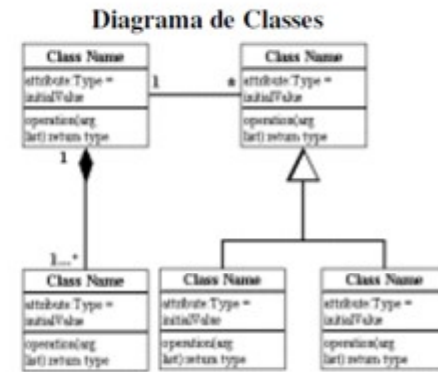 Diagrama de Classes
Class Name
attribute:Type =
initialValue
operation(arg
list):return type
1
*
Class Name
attribute:Type =
initialValue
operation(arg
list):return type
1
1...*
Class Name
attribute:Type =
initialValue
operation(arg
list):return type
Class Name
attribute:Type =
initialValue
operation(arg
list):return type
Class Name
attribute:Type =
initialValue
operation(arg
list):return type